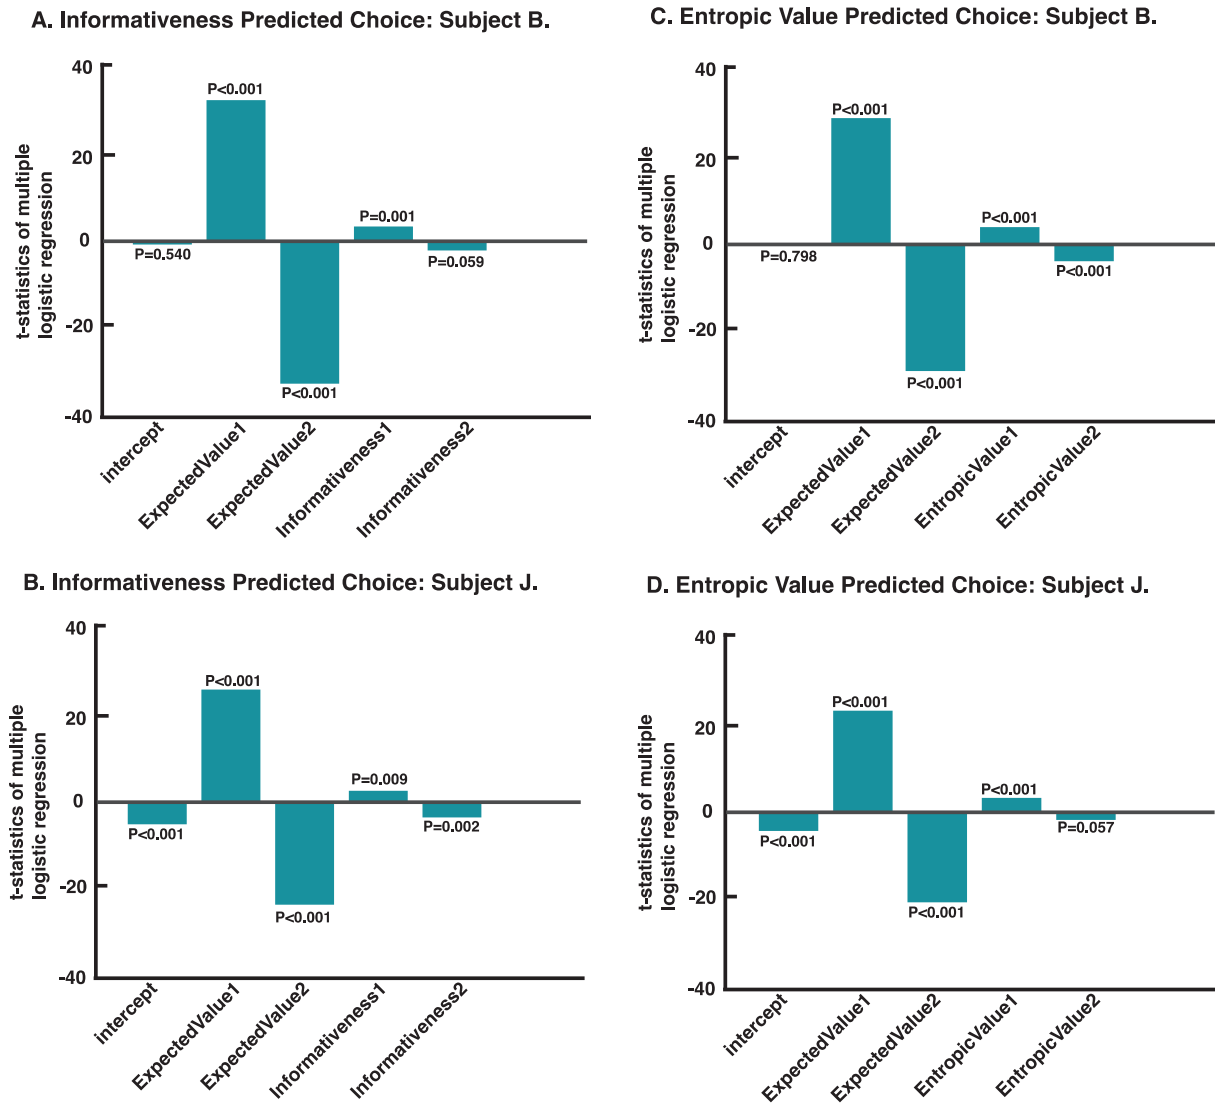 A. Informativeness Predicted Choice: Subject B.
t-statistics of multiple
logistic regression
40
20
0
-20
-40
P=0.540
P<0.001
P<0.001
P=0.001
P=0.059
intercept
ExpectedValue1
ExpectedValue2
Informativeness1
Informativeness2
C. Entropic Value Predicted Choice: Subject B.
t-statistics of multiple
logistic regression
40
20
0
-20
-40
P=0.798
P<0.001
P<0.001
P<0.001
P<0.001
intercept
ExpectedValue1
ExpectedValue2
EntropicValue1
EntropicValue2
B. Informativeness Predicted Choice: Subject J.
t-statistics of multiple
logistic regression
40
20
0
-20
-40
P<0.001
P<0.001
P<0.001
P=0.009
P=0.002
intercept
ExpectedValue1
ExpectedValue2
Informativeness1
Informativeness2
D. Entropic Value Predicted Choice: Subject J.
t-statistics of multiple
logistic regression
40
20
0
-20
-40
P<0.001
P<0.001
P<0.001
P<0.001
P=0.057
intercept
ExpectedValue1
ExpectedValue2
EntropicValue1
EntropicValue2